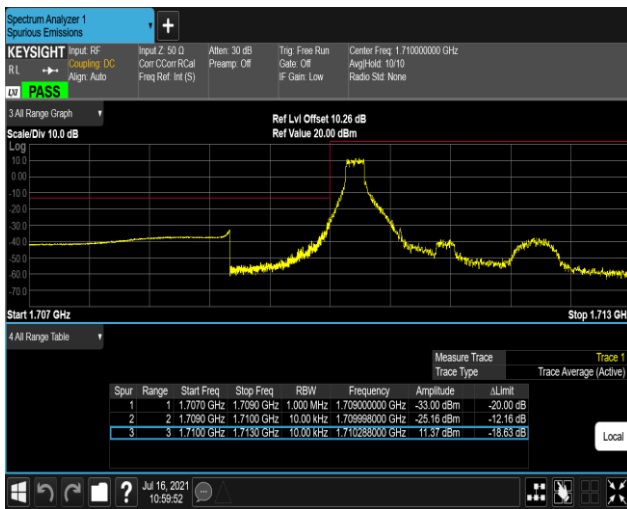 Spectrum Analyzer 1
Spurious Emissions
KEYSIGHT Input: RF Input Z: 50 Ω Atten: 30 dB Trig: Free Run Center Freq: 1.710000000 GHz
RL Coupling: DC Corr CCorr RCal Preamp: Off Gate: Off Avg|Hold: 10/10
Align: Auto Freq Ref: Int (S) IF Gain: Low Radio Std: None
LXI PASS
3 All Range Graph
Ref Lvl Offset 10.26 dB
Scale/Div 10.0 dB Ref Value 20.00 dBm
Log
10.0
0.00
-10.0
-20.0
-30.0
-40.0
-50.0
-60.0
-70.0
Start 1.707 GHz Stop 1.713 GH
4 All Range Table
Measure Trace Trace 1
Trace Type Trace Average (Active)
Spur Range Start Freq Stop Freq RBW Frequency Amplitude ΔLimit
1 1 1.7070 GHz 1.7090 GHz 1.000 MHz 1.709000000 GHz -33.00 dBm -20.00 dB
2 2 1.7090 GHz 1.7100 GHz 10.00 kHz 1.709998000 GHz -25.16 dBm -12.16 dB
3 3 1.7100 GHz 1.7130 GHz 10.00 kHz 1.710288000 GHz 11.37 dBm -18.63 dB
Local
? Jul 16, 2021
10:59:52